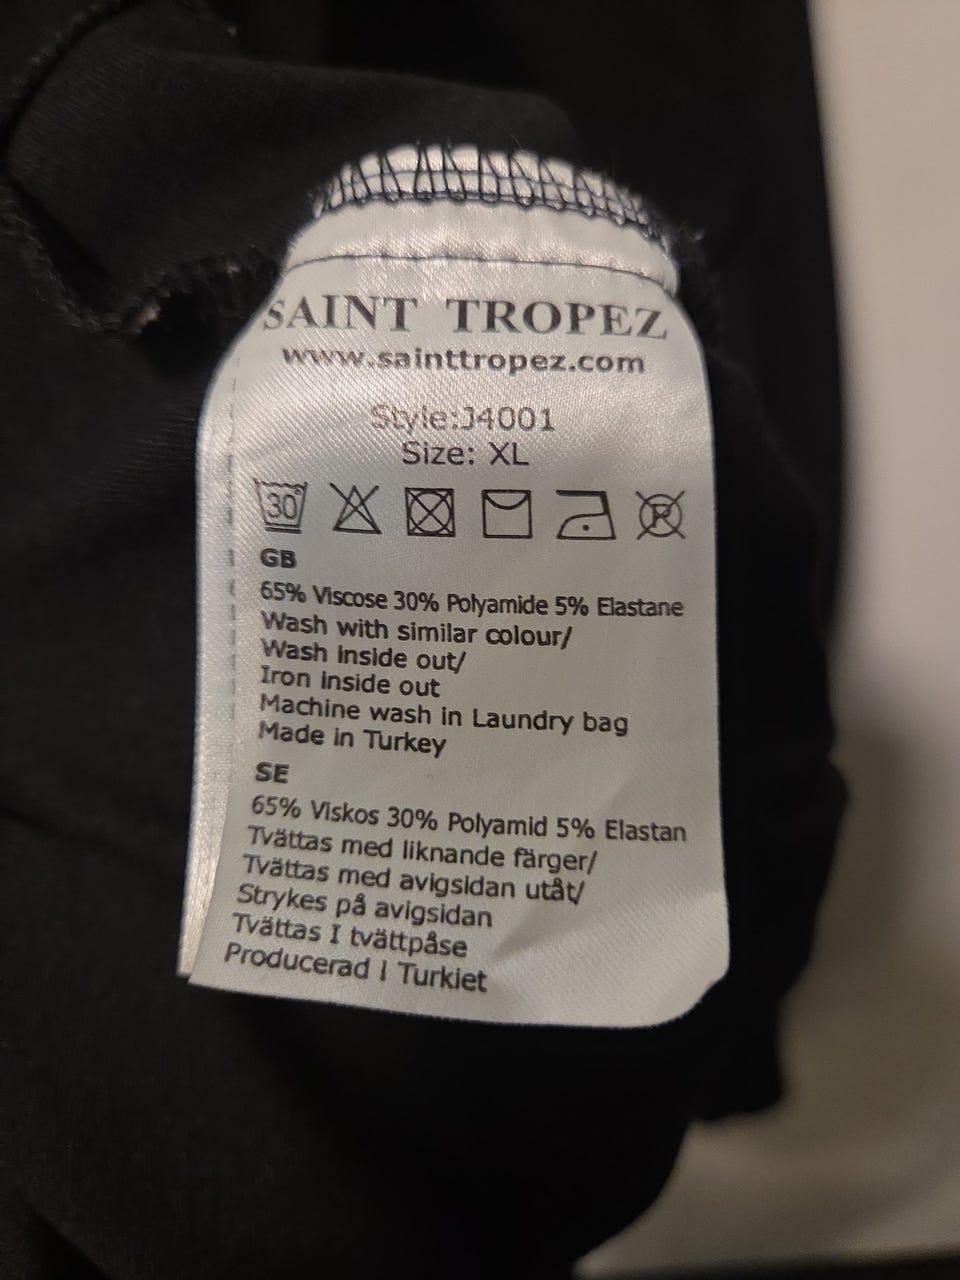 SAINT TROPEZ
www.sainttropez.com
Style:J4001
Size: XL
30 P
GB
65% Viscose 30% Polyamide 5% Elastane
Wash with similar colour/
Wash inside out/
Iron inside out
Machine wash in Laundry bag
Made in Turkey
SE
65% Viskos 30% Polyamid 5% Elastan
Tvättas med liknande färger/
Tvättas med avigsidan utåt/
Strykes på avigsidan
Tvättas I tvättpåse
Producerad I Turkiet